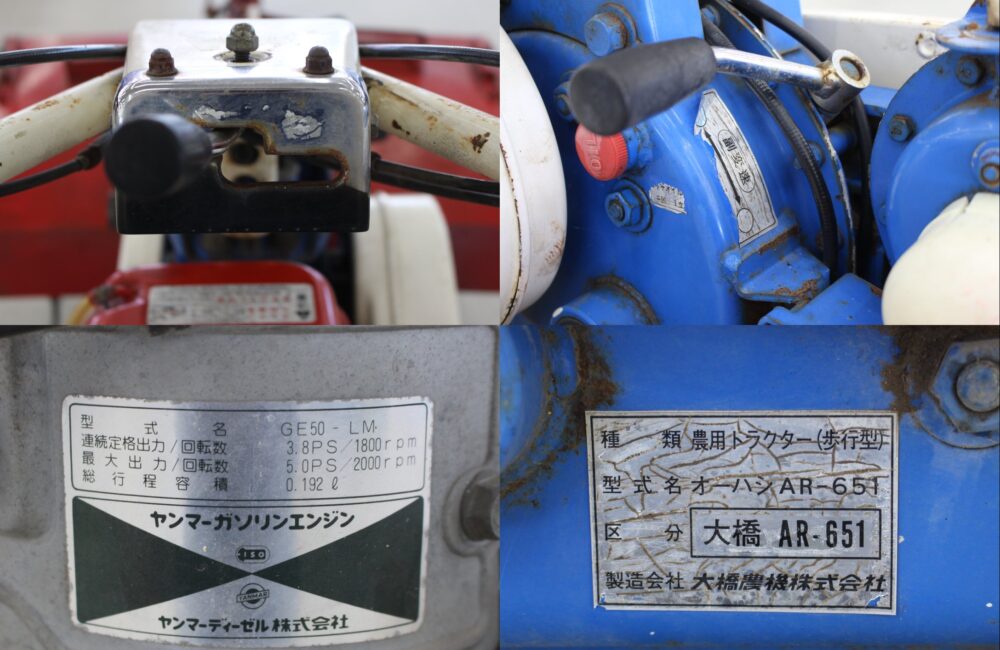 副変速
型式名 GE50-LM
連続定格出力/回転数 3.8PS/1800rpm
最大出力/回転数 5.0PS/2000rpm
総行程容積 0.192ℓ
ヤンマーガソリンエンジン
ISO
YANMAR
ヤンマーディーゼル株式会社
種類 農用トラクター(歩行型)
型式名 オーハシAR-651
区分 大橋 AR-651
製造会社 大橋農機株式会社